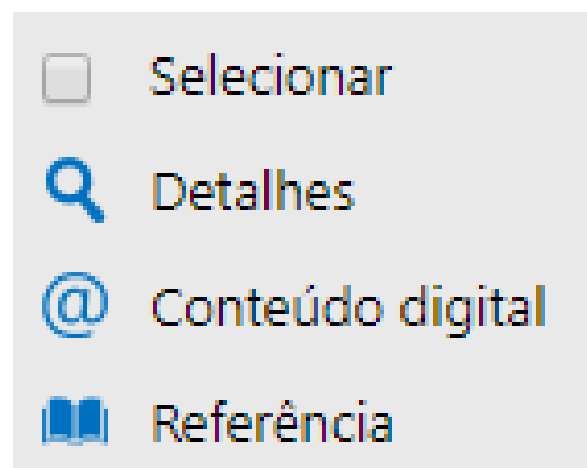 Selecionar
Detalhes
@ Conteúdo digital
Referência